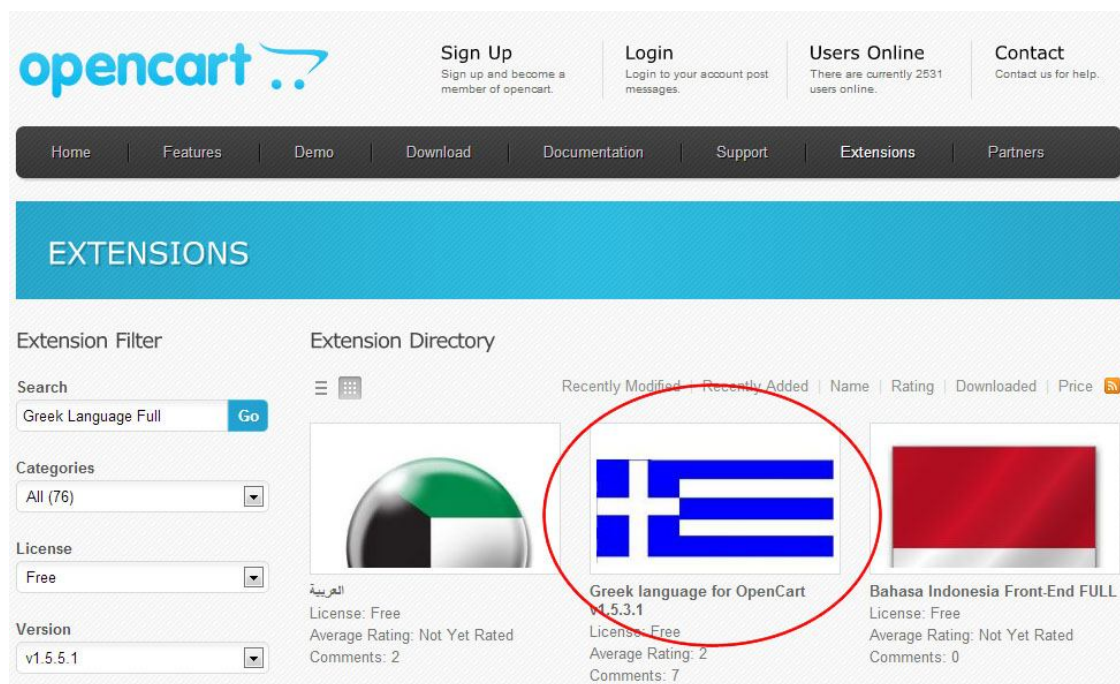 opencart
Sign Up
Sign up and become a
member of opencart.
Login
Login to your account post
messages.
Users Online
There are currently 2531
users online.
Contact
Contact us for help.
Home
Features
Demo
Download
Documentation
Support
Extensions
Partners
EXTENSIONS
Extension Filter
Search
Greek Language Full
Go
Categories
All (76)
License
Free
Version
v1.5.5.1
Extension Directory
Recently Modified | Recently Added | Name | Rating | Downloaded | Price
العربية
License: Free
Average Rating: Not Yet Rated
Comments: 2
Greek language for OpenCart
v1.5.3.1
License: Free
Average Rating: 2
Comments: 7
Bahasa Indonesia Front-End FULL
License: Free
Average Rating: Not Yet Rated
Comments: 0